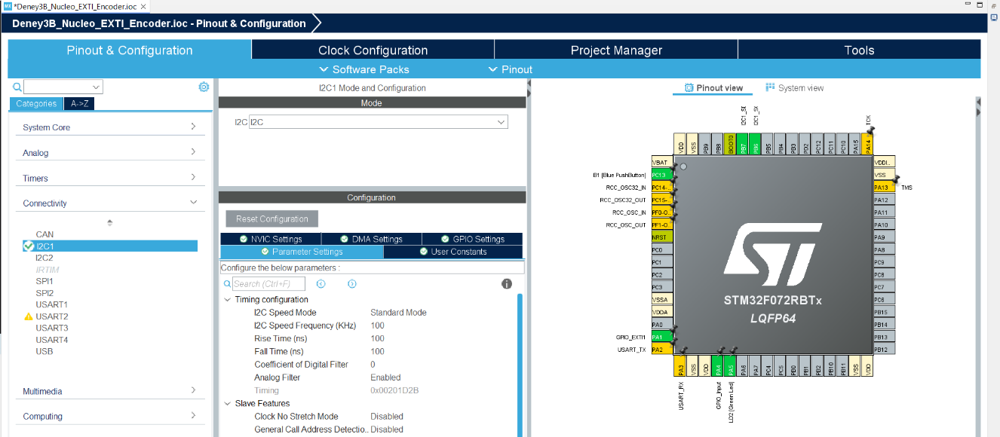 *Deney3B_Nucleo_EXTI_Encoder.ioc
Deney3B_Nucleo_EXTI_Encoder.ioc - Pinout & Configuration
Pinout & Configuration
Clock Configuration
Project Manager
Tools
Software Packs
Pinout
Categories
A->Z
System Core
Analog
Timers
Connectivity
CAN
I2C1
I2C2
IRTIM
SPI1
SPI2
USART1
USART2
USART3
USART4
USB
Multimedia
Computing
I2C1 Mode and Configuration
Mode
I2C I2C
Configuration
Reset Configuration
NVIC Settings
DMA Settings
GPIO Settings
Parameter Settings
User Constants
Configure the below parameters :
Search (Ctrl+F)
Timing configuration
I2C Speed Mode Standard Mode
I2C Speed Frequency (KHz) 100
Rise Time (ns) 100
Fall Time (ns) 100
Coefficient of Digital Filter 0
Analog Filter Enabled
Timing 0x00201D2B
Slave Features
Clock No Stretch Mode Disabled
General Call Address Detectio.. Disabled
Pinout view
System view
I2C1_S
I2C1_S
TCK
VDD
VSS
PB9
PB8
BOOT0
PB7
PB6
PB5
PB4
PB3
PD2
PC12
PC11
PC10
PA15
PA14
VBAT
B1 [Blue PushButton] PC13
RCC_OSC32_IN PC14-
RCC_OSC32_OUT PC15-
RCC_OSC_IN PF0-O
RCC_OSC_OUT PF1-O
NRST
PC0
PC1
PC2
PC3
VSSA
VDDA
PA0
GPIO_EXTI1 PA1
USART_TX PA2
STM32F072RBTx
LQFP64
VDDI..
VSS
PA13 TMS
PA12
PA11
PA10
PA9
PA8
PC9
PC8
PC7
PC6
PB15
PB14
PB13
PB12
PA3
VSS
VDD
PA4
PA5
PA6
PA7
PC4
PC5
PB0
PB1
PB2
PB10
PB11
VSS
VDD
USART_RX
GPIO_Input
LD2 [Green Led]